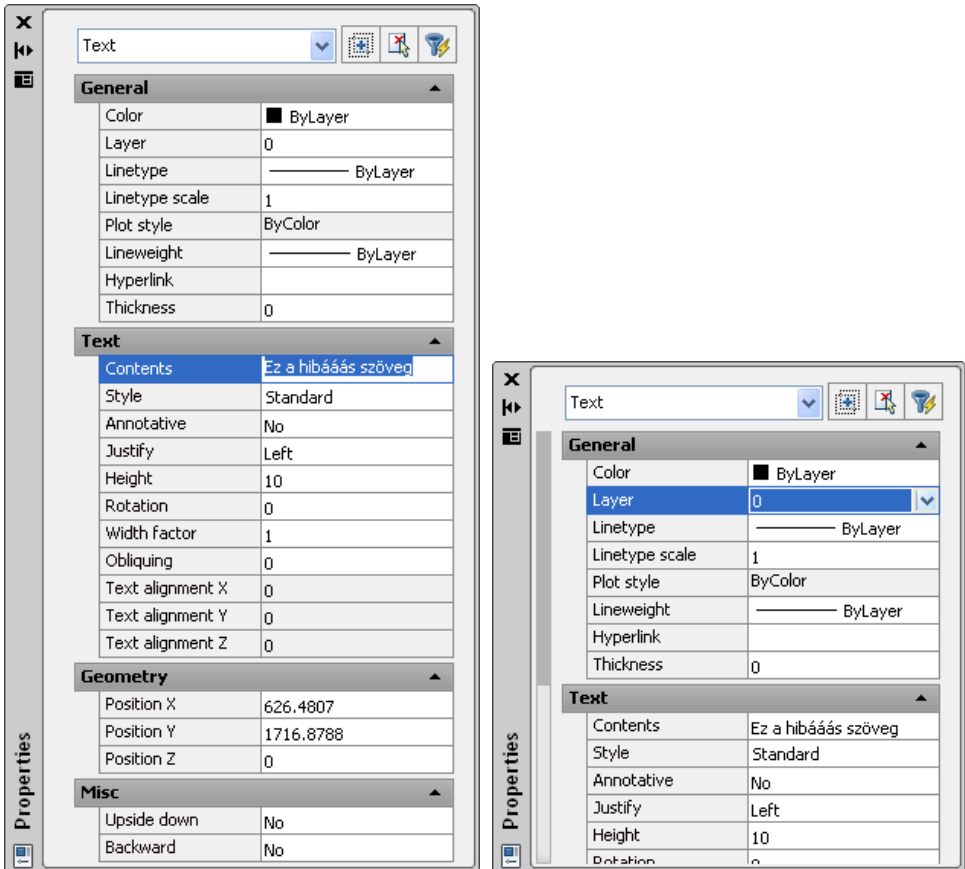 Text
General
Color ByLayer
Layer 0
Linetype ByLayer
Linetype scale 1
Plot style ByColor
Lineweight ByLayer
Hyperlink
Thickness 0
Text
Contents Ez a hibááás szöveg
Style Standard
Annotative No
Justify Left
Height 10
Rotation 0
Width factor 1
Obliquing 0
Text alignment X 0
Text alignment Y 0
Text alignment Z 0
Geometry
Position X 626.4807
Position Y 1716.8788
Position Z 0
Misc
Upside down No
Backward No
Properties
Text
General
Color ByLayer
Layer 0
Linetype ByLayer
Linetype scale 1
Plot style ByColor
Lineweight ByLayer
Hyperlink
Thickness 0
Text
Contents Ez a hibááás szöveg
Style Standard
Annotative No
Justify Left
Height 10
Rotation 0
Properties